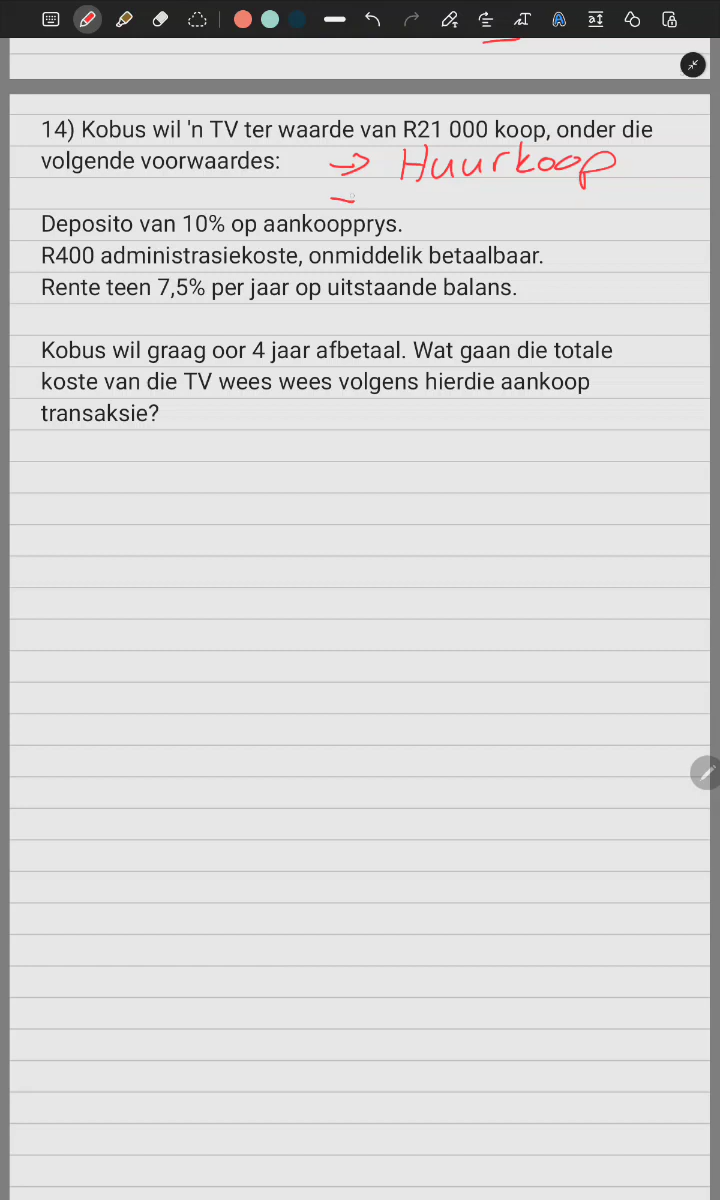 14) Kobus wil 'n TV ter waarde van R21 000 koop, onder die
volgende voorwaardes: → Huurkoop
Deposito van 10% op aankoopprys.
R400 administrasiekoste, onmiddelik betaalbaar.
Rente teen 7,5% per jaar op uitstaande balans.
Kobus wil graag oor 4 jaar afbetaal. Wat gaan die totale
koste van die TV wees wees volgens hierdie aankoop
transaksie?